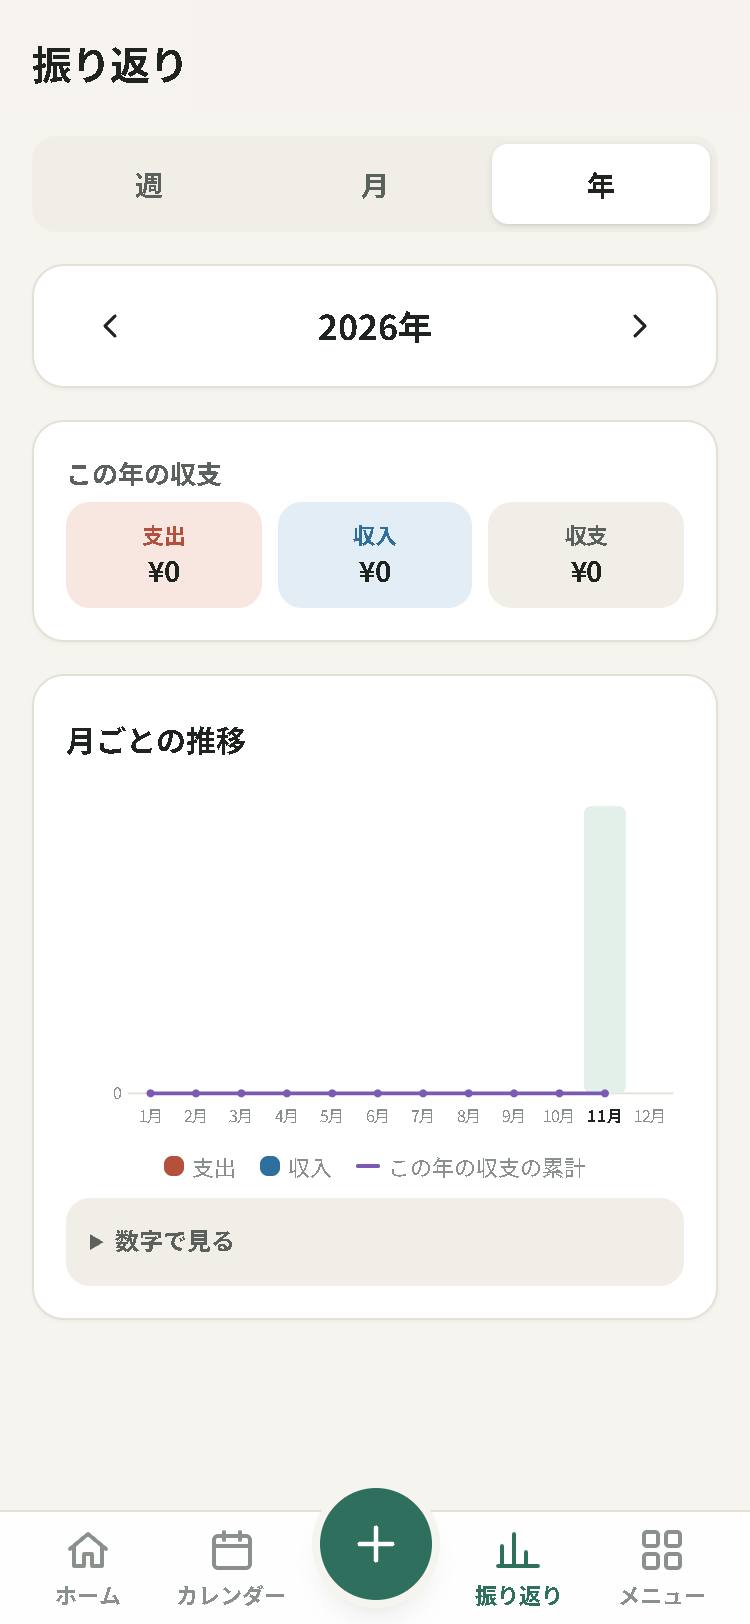 振り返り
週 月 年
2026年
この年の収支
支出 収入 収支
¥0 ¥0 ¥0
月ごとの推移
0
1月 2月 3月 4月 5月 6月 7月 8月 9月 10月 11月 12月
支出 収入 この年の収支の累計
▶ 数字で見る
ホーム カレンダー 振り返り メニュー